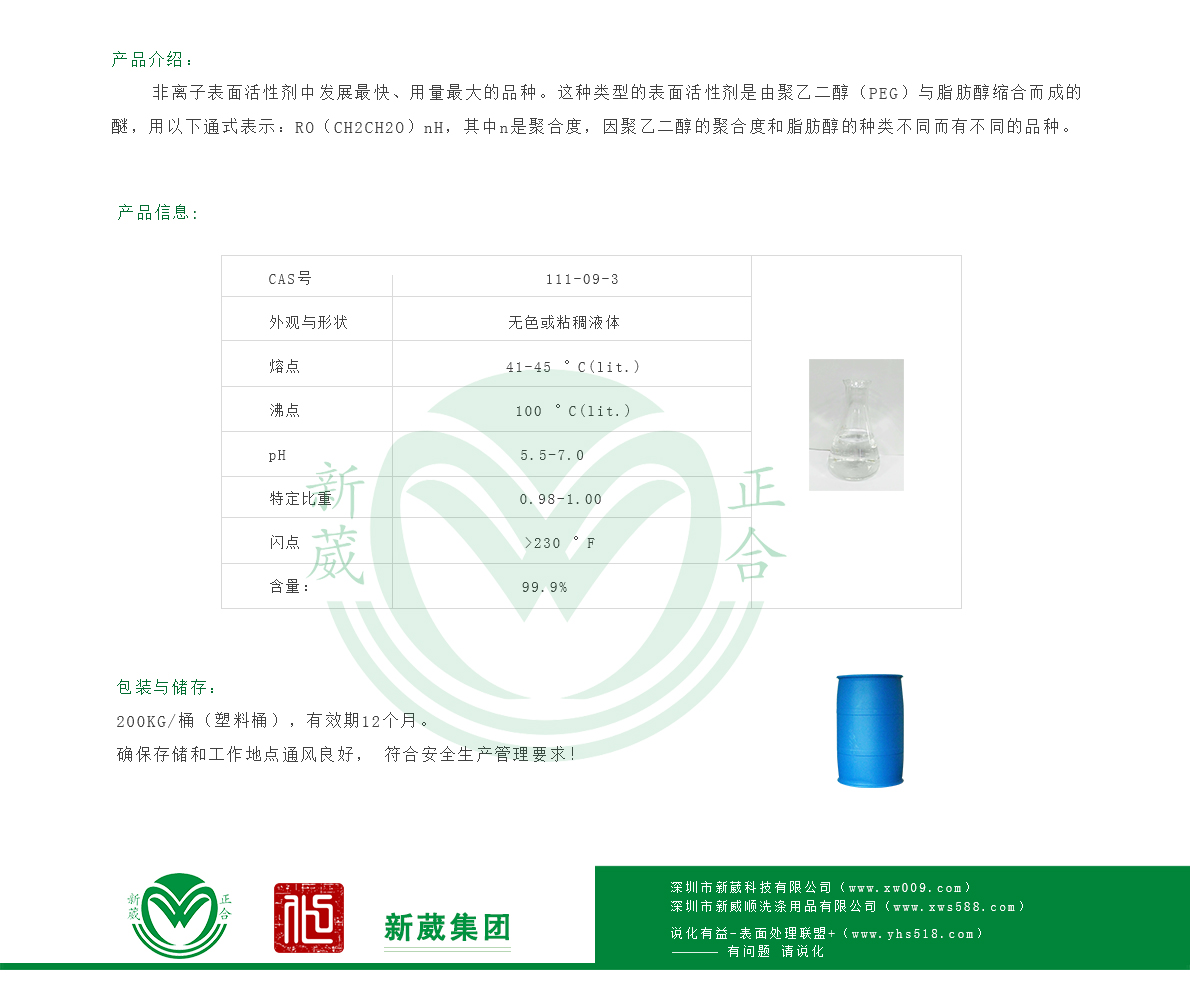 产品介绍：
非离子表面活性剂中发展最快、用量最大的品种。这种类型的表面活性剂是由聚乙二醇（PEG）与脂肪醇缩合而成的
醚，用以下通式表示：RO（CH2CH2O）nH，其中n是聚合度，因聚乙二醇的聚合度和脂肪醇的种类不同而有不同的品种。
产品信息:
CAS号 111-09-3
外观与形状 无色或粘稠液体
熔点 41-45 °C(lit.)
沸点 100 °C(lit.)
pH 5.5-7.0
特定比重 0.98-1.00
闪点 >230 °F
含量： 99.9%
新葳 正合
包装与储存：
200KG/桶（塑料桶），有效期12个月。
确保存储和工作地点通风良好， 符合安全生产管理要求！
新葳 正合
新葳集团
深圳市新葳科技有限公司（www.xw009.com）
深圳市新威顺洗涤用品有限公司（www.xws588.com）
说化有益-表面处理联盟+（www.yhs518.com）
——— 有问题 请说化